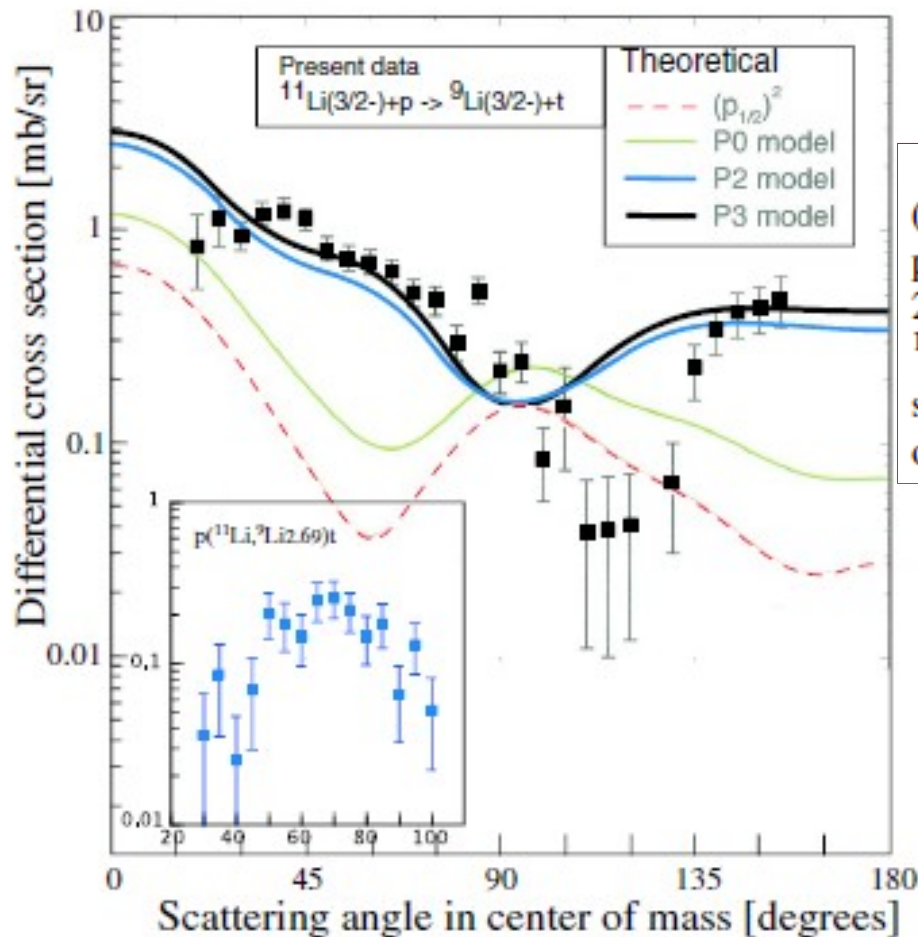 10
1
0.1
0.01
Differential cross section [mb/sr]
Present data
¹¹Li(3/2-)+p -> ⁹Li(3/2-)+t
Theoretical
(p₁/₂)²
P0 model
P2 model
P3 model
p(¹¹Li,⁹Li2.69)t
1
0.1
0.01
20 40 60 80 100
0 45 90 135 180
Scattering angle in center of mass [degrees]